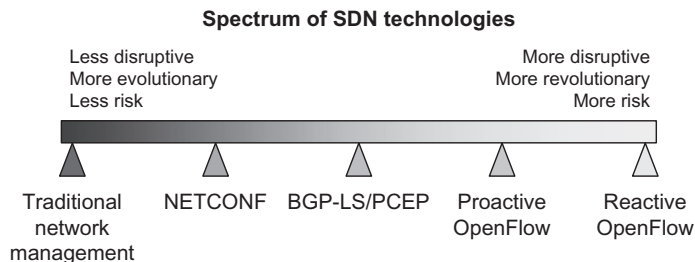 Spectrum of SDN technologies
Less disruptive
More evolutionary
Less risk
More disruptive
More revolutionary
More risk
Traditional
network
management
NETCONF
BGP-LS/PCEP
Proactive
OpenFlow
Reactive
OpenFlow